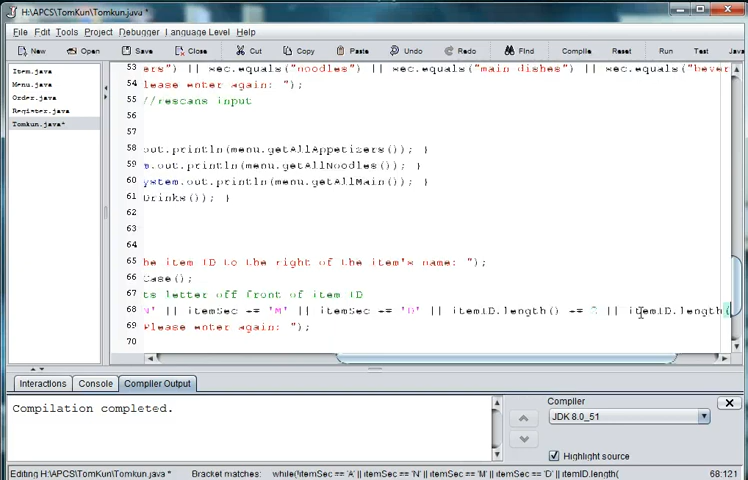 H:\APCS\TomKun\Tomkun.java *
File Edit Tools Project Debugger Language Level Help
New Open Save Close Cut Copy Paste Undo Redo Find Compile Reset Run Test
Item.java
Menu.java
Order.java
Register.java
Tomkun.java*
53 ers") || sec.equals("noodles") || sec.equals("main dishes") || sec.equals("bever
54 lease enter again: ");
55 //rescans input
56
57
58 out.println(menu.getAllAppetizers()); }
59 m.out.println(menu.getAllNoodles()); }
60 ystem.out.println(menu.getAllMain()); }
61 Drinks()); }
62
63
64
65 he item ID to the right of the item's name: ");
66 Case();
67 ts letter off front of item ID
68 N' || itemSec == 'M' || itemSec == 'D' || itemID.length() == || itemID.length(
69 Please enter again: ");
70
Interactions Console Compiler Output
Compilation completed.
Compiler
JDK 8.0_51
Highlight source
Editing H:\APCS\TomKun\Tomkun.java * Bracket matches: while(!itemSec == 'A' || itemSec == 'N' || itemSec == 'M' || itemSec == 'D' || itemID.length( 68:121